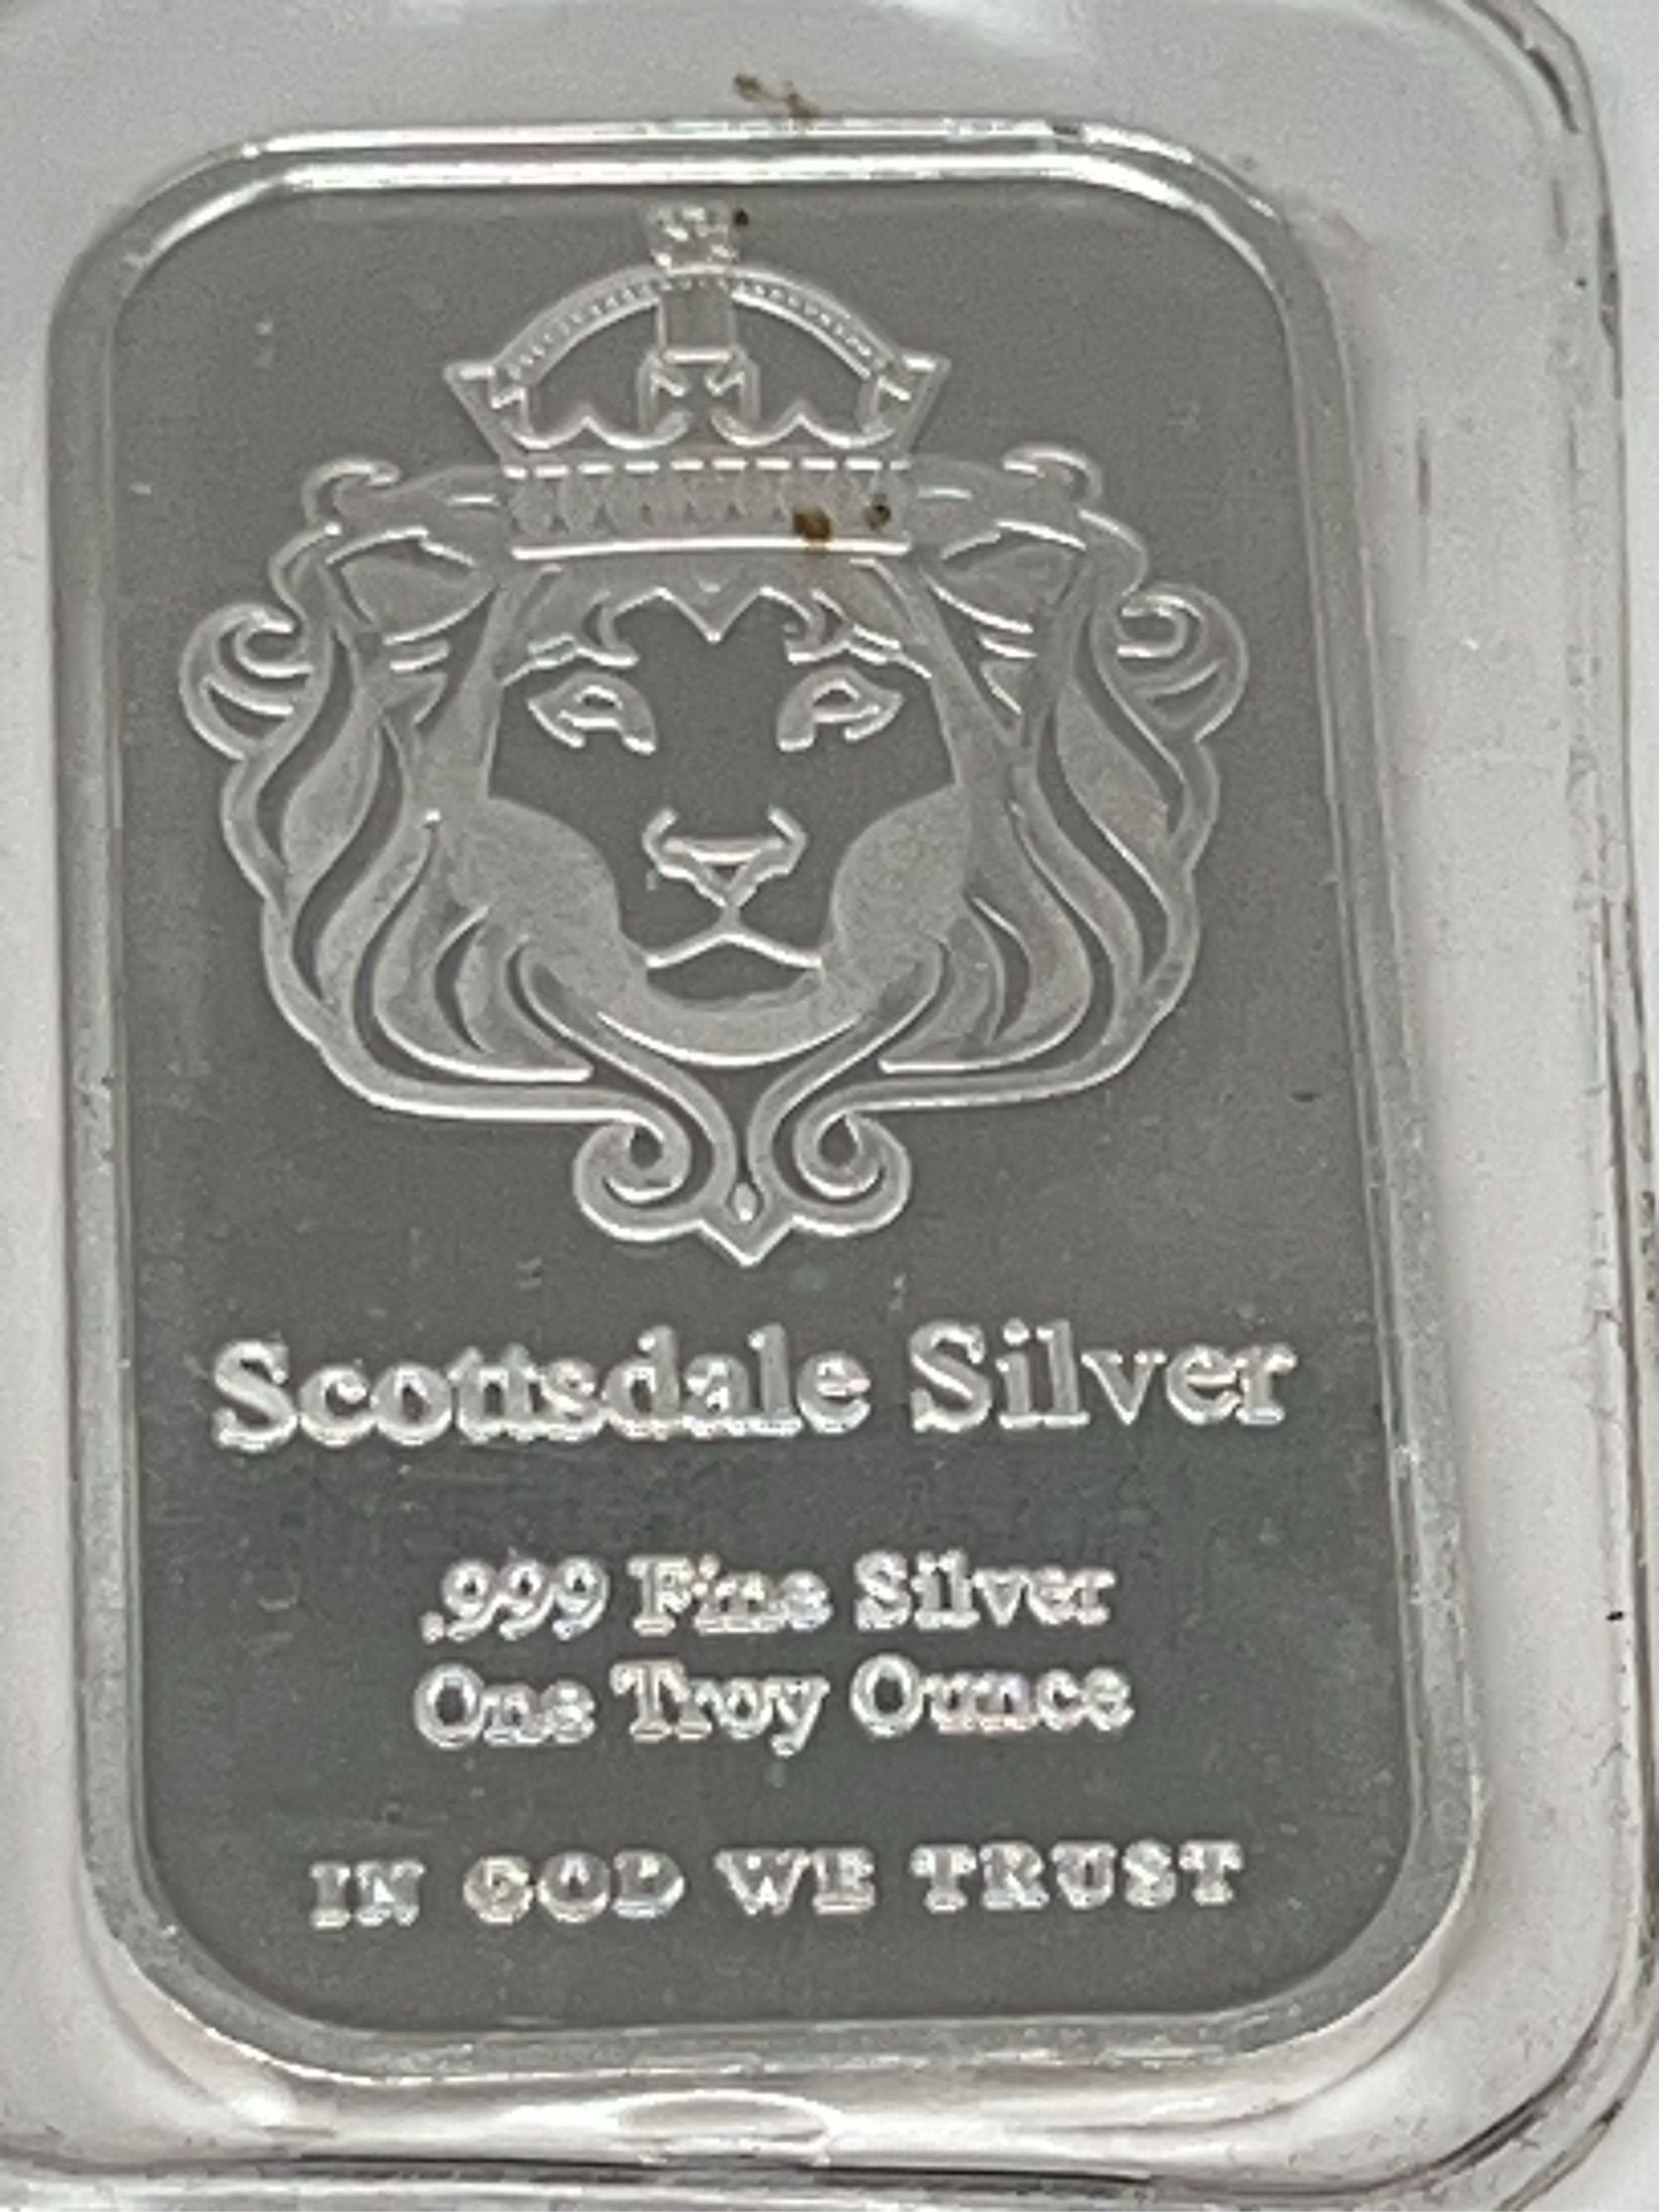 Scottsdale Silver
.999 Fine Silver
One Troy Ounce
IN GOD WE TRUST